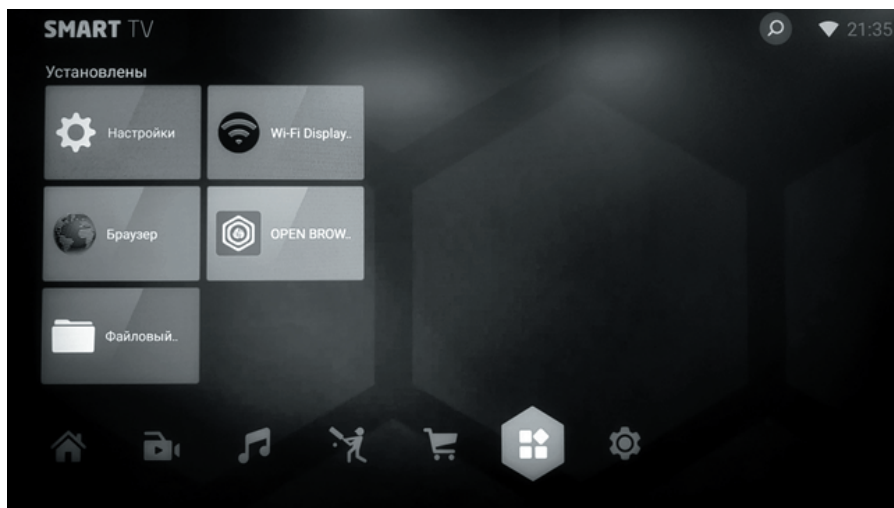 SMART TV
21:35
Установлены
Настройки
Wi-Fi Display..
Браузер
OPEN BROW..
Файловый..